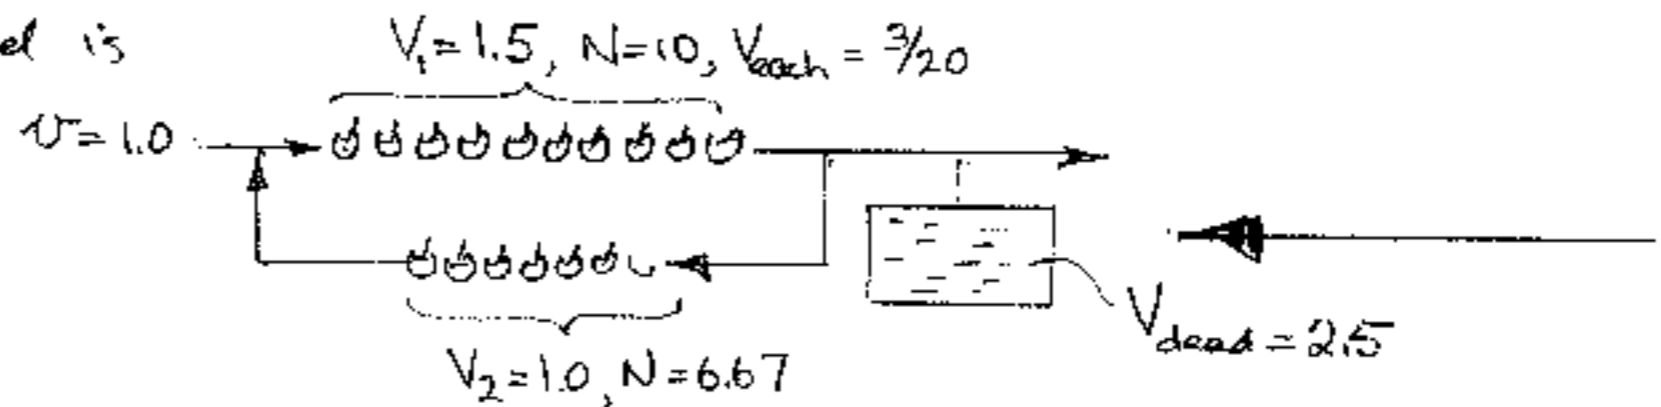 el is
V₁=1.5, N=10, Veach = 3/20
v=1.0
Vdead = 2.5
V₂=1.0, N=6.67